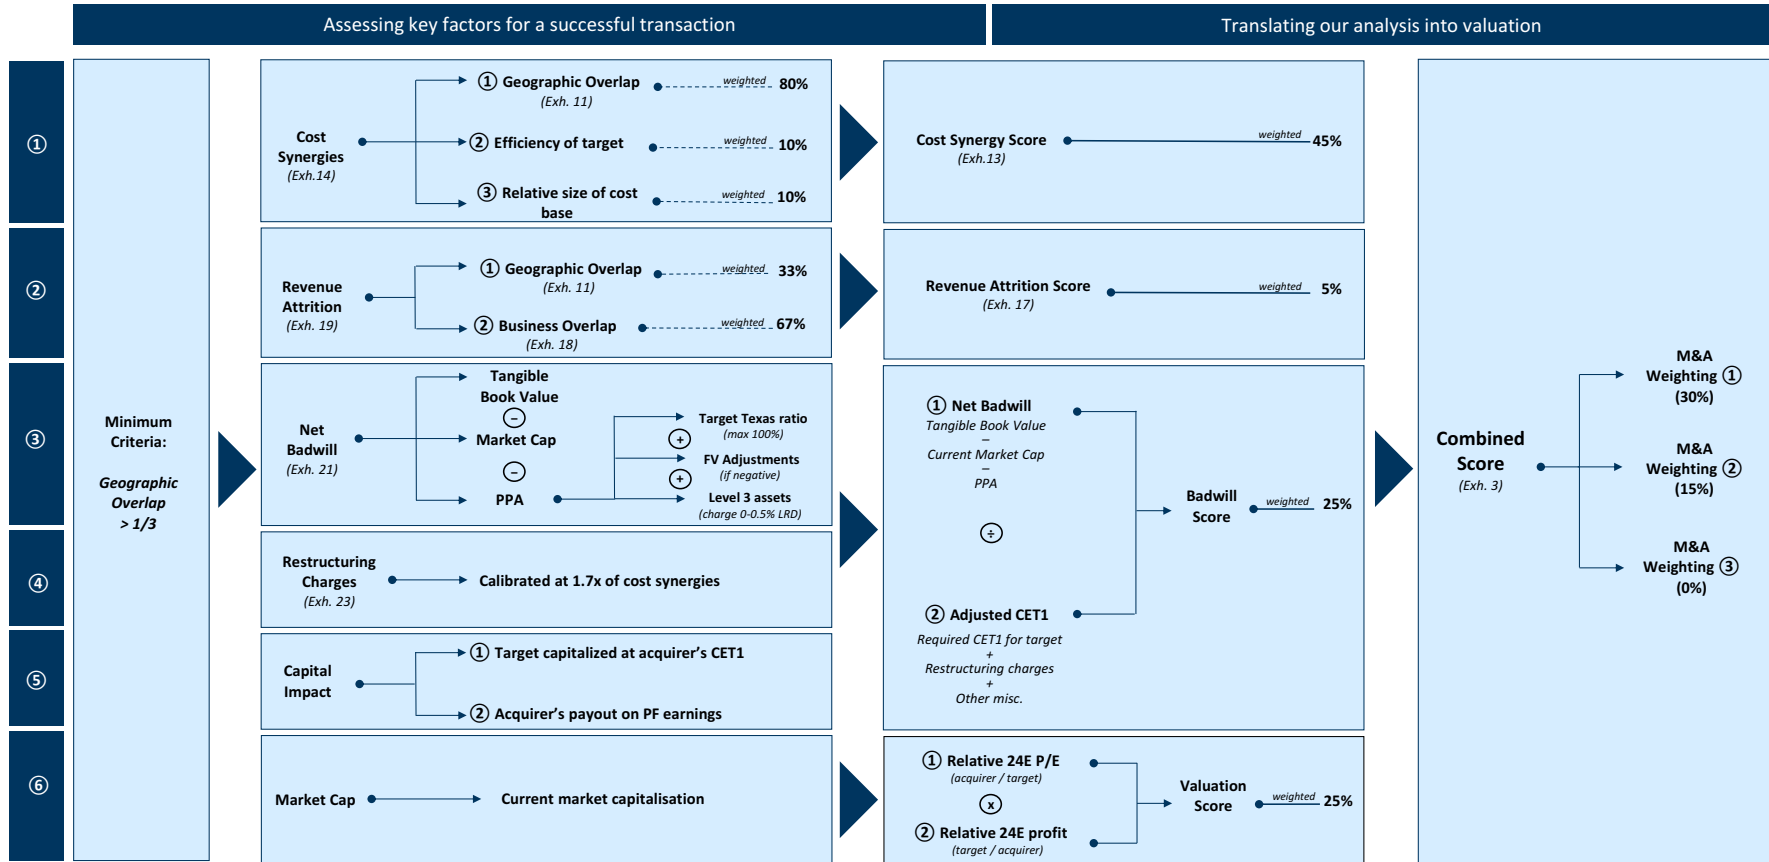 Assessing key factors for a successful transaction
Translating our analysis into valuation
①
②
③
④
⑤
⑥
Minimum
Criteria:
Geographic
Overlap
> 1/3
Cost
Synergies
(Exh.14)
① Geographic Overlap
(Exh. 11)
weighted 80%
② Efficiency of target
weighted 10%
③ Relative size of cost
base
weighted 10%
Revenue
Attrition
(Exh. 19)
① Geographic Overlap
(Exh. 11)
weighted 33%
② Business Overlap
(Exh. 18)
weighted 67%
Net
Badwill
(Exh. 21)
Tangible
Book Value
−
Market Cap
−
PPA
Target Texas ratio
(max 100%)
+
FV Adjustments
(if negative)
+
Level 3 assets
(charge 0-0.5% LRD)
Restructuring
Charges
(Exh. 23)
Calibrated at 1.7x of cost synergies
Capital
Impact
① Target capitalized at acquirer's CET1
② Acquirer's payout on PF earnings
Market Cap
Current market capitalisation
Cost Synergy Score
(Exh.13)
weighted 45%
Revenue Attrition Score
(Exh. 17)
weighted 5%
① Net Badwill
Tangible Book Value
–
Current Market Cap
–
PPA
÷
② Adjusted CET1
Required CET1 for target
+
Restructuring charges
+
Other misc.
Badwill
Score
weighted 25%
① Relative 24E P/E
(acquirer / target)
x
② Relative 24E profit
(target / acquirer)
Valuation
Score
weighted 25%
Combined
Score
(Exh. 3)
M&A
Weighting ①
(30%)
M&A
Weighting ②
(15%)
M&A
Weighting ③
(0%)